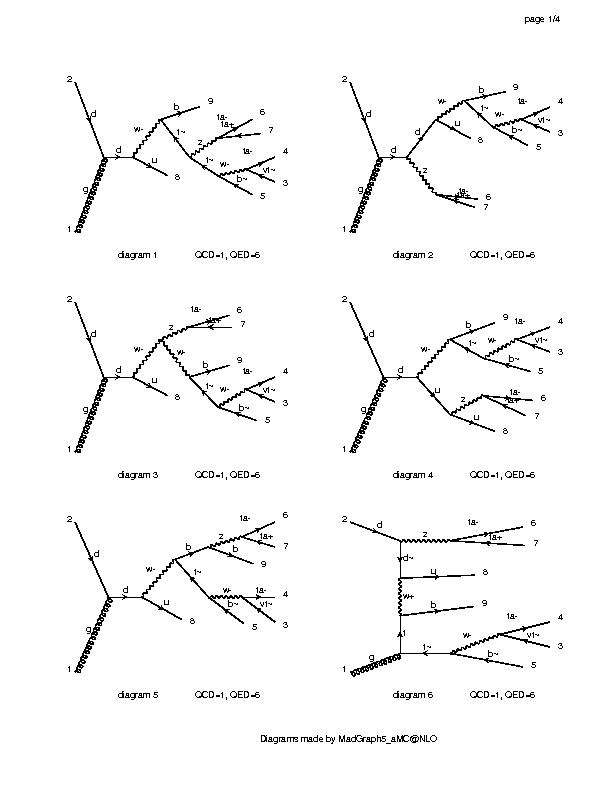 page 1/4
2
d
g
1
d
w-
u
8
b
9
t~
z
ta-
ta+
6
7
t~
w-
ta-
4
vt~
3
b~
5
diagram 1 QCD=1, QED=6
2
d
g
1
d
d
w-
u
8
b
9
t~
w-
ta-
4
vt~
3
b~
5
z
ta-
ta+
6
7
diagram 2 QCD=1, QED=6
2
d
g
1
d
w-
u
8
z
ta-
ta+
6
7
w-
b
9
t~
w-
ta-
4
vt~
3
b~
5
diagram 3 QCD=1, QED=6
2
d
g
1
d
w-
b
9
t~
w-
ta-
4
vt~
3
b~
5
u
z
ta-
ta+
6
7
u
8
diagram 4 QCD=1, QED=6
2
d
g
1
d
w-
u
8
b
z
ta-
6
ta+
7
b
9
t~
w-
ta-
4
vt~
3
b~
5
diagram 5 QCD=1, QED=6
2
d
z
ta-
6
ta+
7
d~
u
8
w+
b
9
t
g
1
t~
w-
ta-
4
vt~
3
b~
5
diagram 6 QCD=1, QED=6
Diagrams made by MadGraph5_aMC@NLO